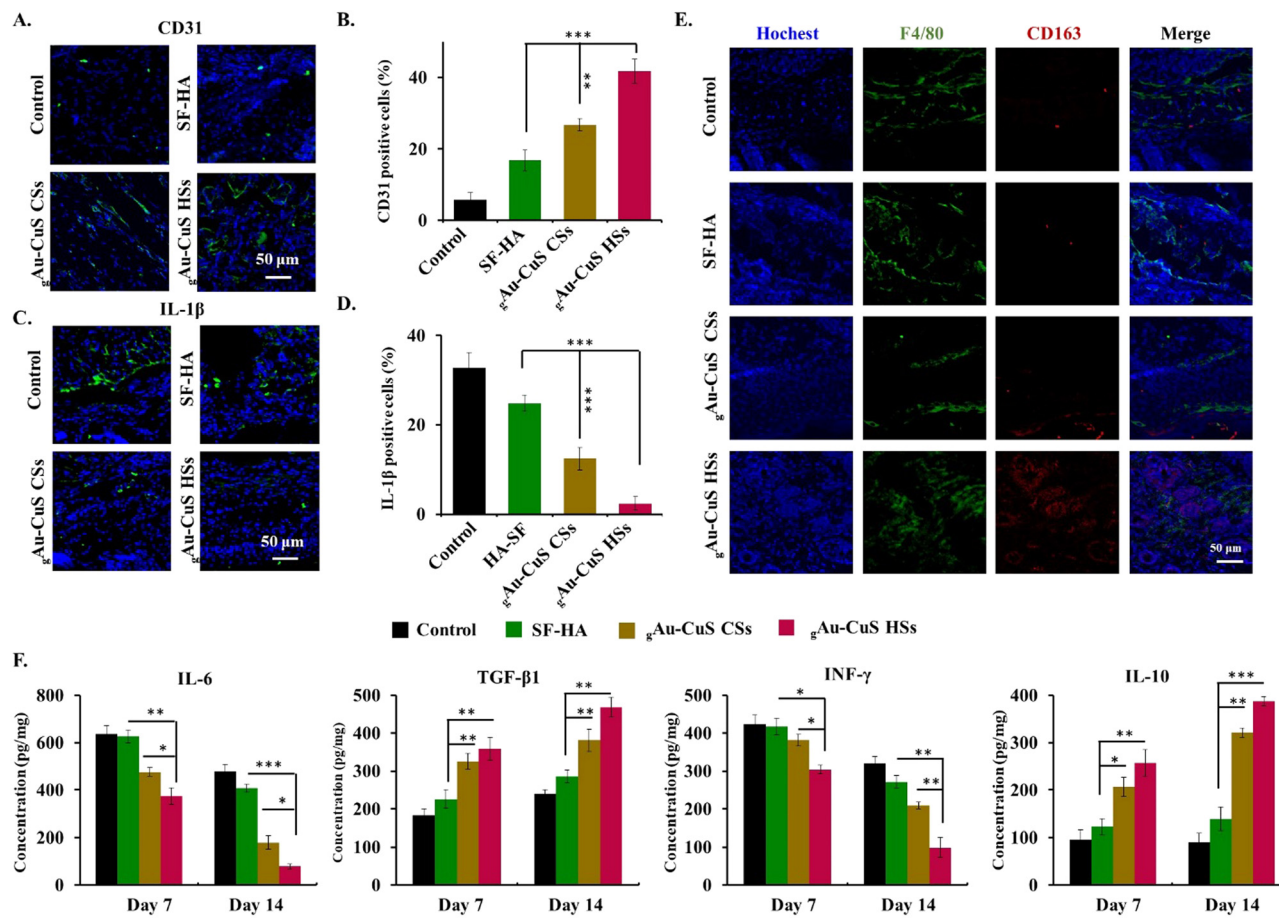 A.
CD31
Control
SF-HA
gAu-CuS CSs
gAu-CuS HSs
50 μm
B.
CD31 positive cells (%)
40
20
0
***
**
Control
SF-HA
gAu-CuS CSs
gAu-CuS HSs
C.
IL-1β
Control
SF-HA
gAu-CuS CSs
gAu-CuS HSs
50 μm
D.
IL-1β positive cells (%)
40
20
0
***
***
Control
HA-SF
gAu-CuS CSs
gAu-CuS HSs
E.
Hochest F4/80 CD163 Merge
Control
SF-HA
gAu-CuS CSs
gAu-CuS HSs
50 μm
Control SF-HA gAu-CuS CSs gAu-CuS HSs
F.
IL-6
Concentration (pg/mg)
800
600
400
200
0
**
*
***
*
Day 7 Day 14
TGF-β1
Concentration (pg/mg)
500
400
300
200
100
0
**
**
**
**
Day 7 Day 14
INF-γ
Concentration (pg/mg)
500
400
300
200
100
0
*
*
**
**
Day 7 Day 14
IL-10
Concentration (pg/mg)
400
300
200
100
0
**
*
***
**
Day 7 Day 14